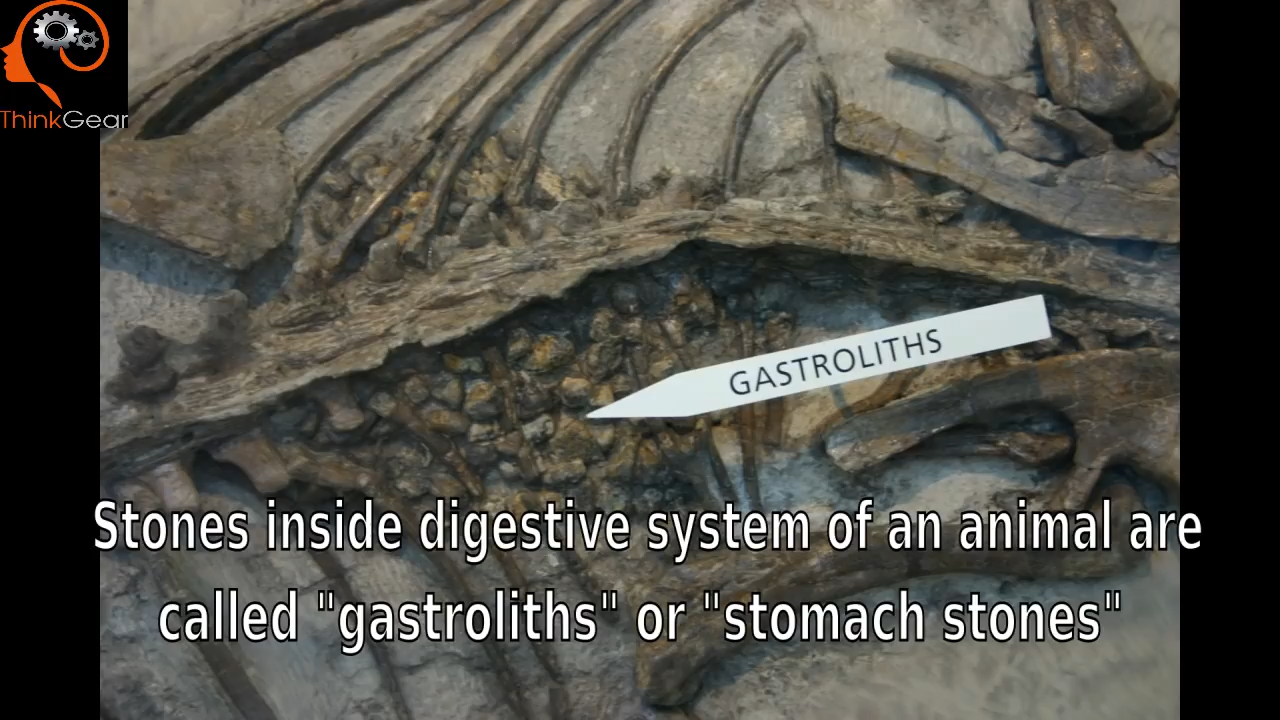 ThinkGear
GASTROLITHS
Stones inside digestive system of an animal are
called "gastroliths" or "stomach stones"